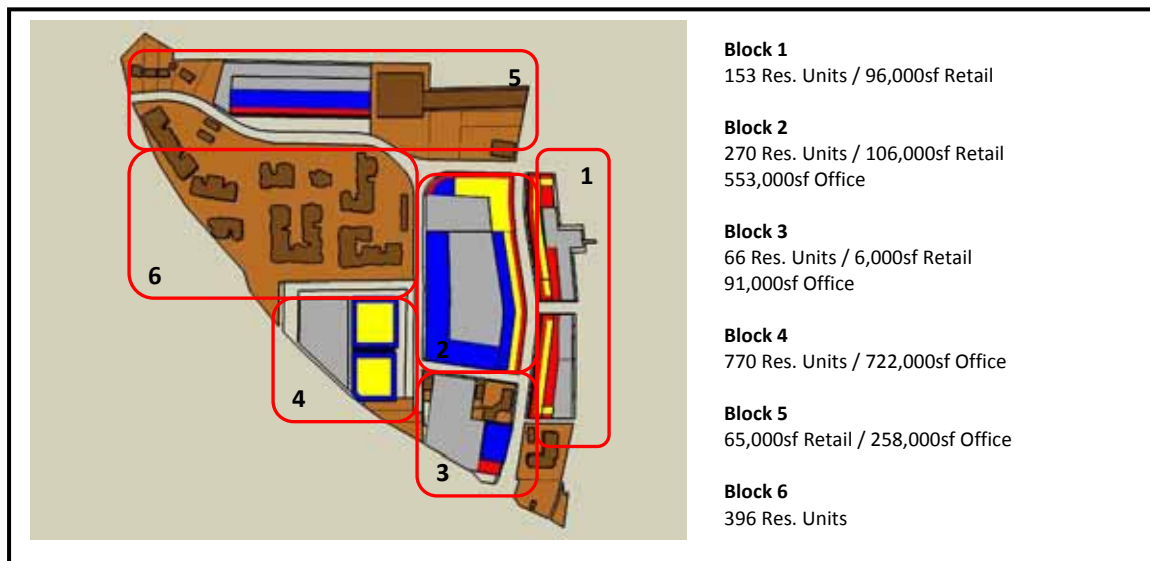 5
1
6
2
4
3
Block 1
153 Res. Units / 96,000sf Retail
Block 2
270 Res. Units / 106,000sf Retail
553,000sf Office
Block 3
66 Res. Units / 6,000sf Retail
91,000sf Office
Block 4
770 Res. Units / 722,000sf Office
Block 5
65,000sf Retail / 258,000sf Office
Block 6
396 Res. Units